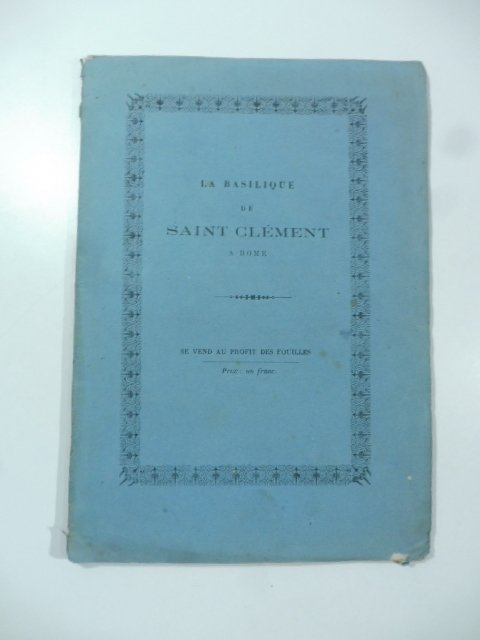 LA BASILIQUE
DE
SAINT CLÉMENT
A ROME
SE VEND AU PROFIT DES FOUILLES
Prix : un franc.